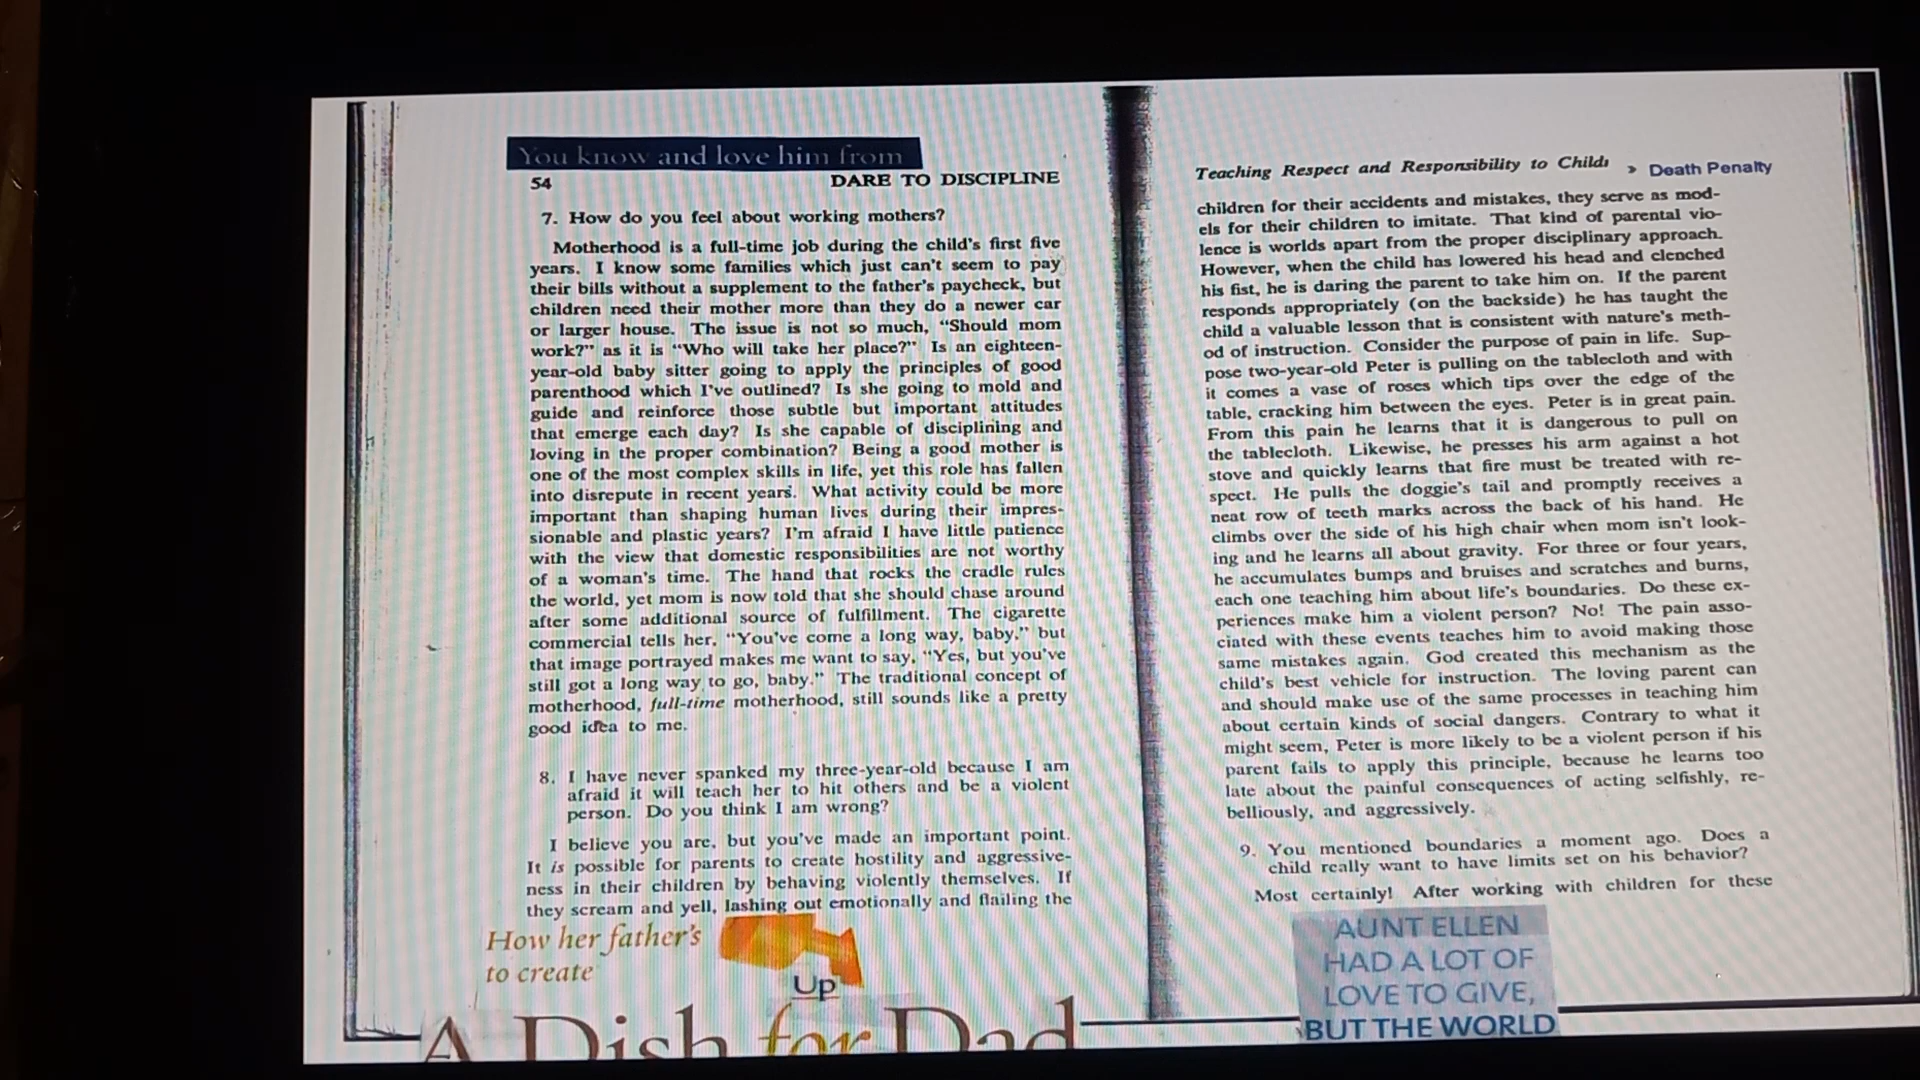 You know and love him from
54 DARE TO DISCIPLINE
7. How do you feel about working mothers?
Motherhood is a full-time job during the child's first five
years. I know some families which just can't seem to pay
their bills without a supplement to the father's paycheck, but
children need their mother more than they do a newer car
or larger house. The issue is not so much, "Should mom
work?" as it is "Who will take her place?" Is an eighteen-
year-old baby sitter going to apply the principles of good
parenthood which I've outlined? Is she going to mold and
guide and reinforce those subtle but important attitudes
that emerge each day? Is she capable of disciplining and
loving in the proper combination? Being a good mother is
one of the most complex skills in life, yet this role has fallen
into disrepute in recent years. What activity could be more
important than shaping human lives during their impres-
sionable and plastic years? I'm afraid I have little patience
with the view that domestic responsibilities are not worthy
of a woman's time. The hand that rocks the cradle rules
the world, yet mom is now told that she should chase around
after some additional source of fulfillment. The cigarette
commercial tells her, "You've come a long way, baby," but
that image portrayed makes me want to say, "Yes, but you've
still got a long way to go, baby." The traditional concept of
motherhood, full-time motherhood, still sounds like a pretty
good idea to me.
8. I have never spanked my three-year-old because I am
afraid it will teach her to hit others and be a violent
person. Do you think I am wrong?
I believe you are, but you've made an important point.
It is possible for parents to create hostility and aggressive-
ness in their children by behaving violently themselves. If
they scream and yell, lashing out emotionally and flailing the
How her father's
to create
Up
A Dish for Dad
Teaching Respect and Responsibility to Child
» Death Penalty
children for their accidents and mistakes, they serve as mod-
els for their children to imitate. That kind of parental vio-
lence is worlds apart from the proper disciplinary approach.
However, when the child has lowered his head and clenched
his fist, he is daring the parent to take him on. If the parent
responds appropriately (on the backside) he has taught the
child a valuable lesson that is consistent with nature's meth-
od of instruction. Consider the purpose of pain in life. Sup-
pose two-year-old Peter is pulling on the tablecloth and with
it comes a vase of roses which tips over the edge of the
table, cracking him between the eyes. Peter is in great pain.
From this pain he learns that it is dangerous to pull on
the tablecloth. Likewise, he presses his arm against a hot
stove and quickly learns that fire must be treated with re-
spect. He pulls the doggie's tail and promptly receives a
neat row of teeth marks across the back of his hand. He
climbs over the side of his high chair when mom isn't look-
ing and he learns all about gravity. For three or four years,
he accumulates bumps and bruises and scratches and burns,
each one teaching him about life's boundaries. Do these ex-
periences make him a violent person? No! The pain asso-
ciated with these events teaches him to avoid making those
same mistakes again. God created this mechanism as the
child's best vehicle for instruction. The loving parent can
and should make use of the same processes in teaching him
about certain kinds of social dangers. Contrary to what it
might seem, Peter is more likely to be a violent person if his
parent fails to apply this principle, because he learns too
late about the painful consequences of acting selfishly, re-
belliously, and aggressively.
9. You mentioned boundaries a moment ago. Does a
child really want to have limits set on his behavior?
Most certainly! After working with children for these
AUNT ELLEN
HAD A LOT OF
LOVE TO GIVE,
BUT THE WORLD